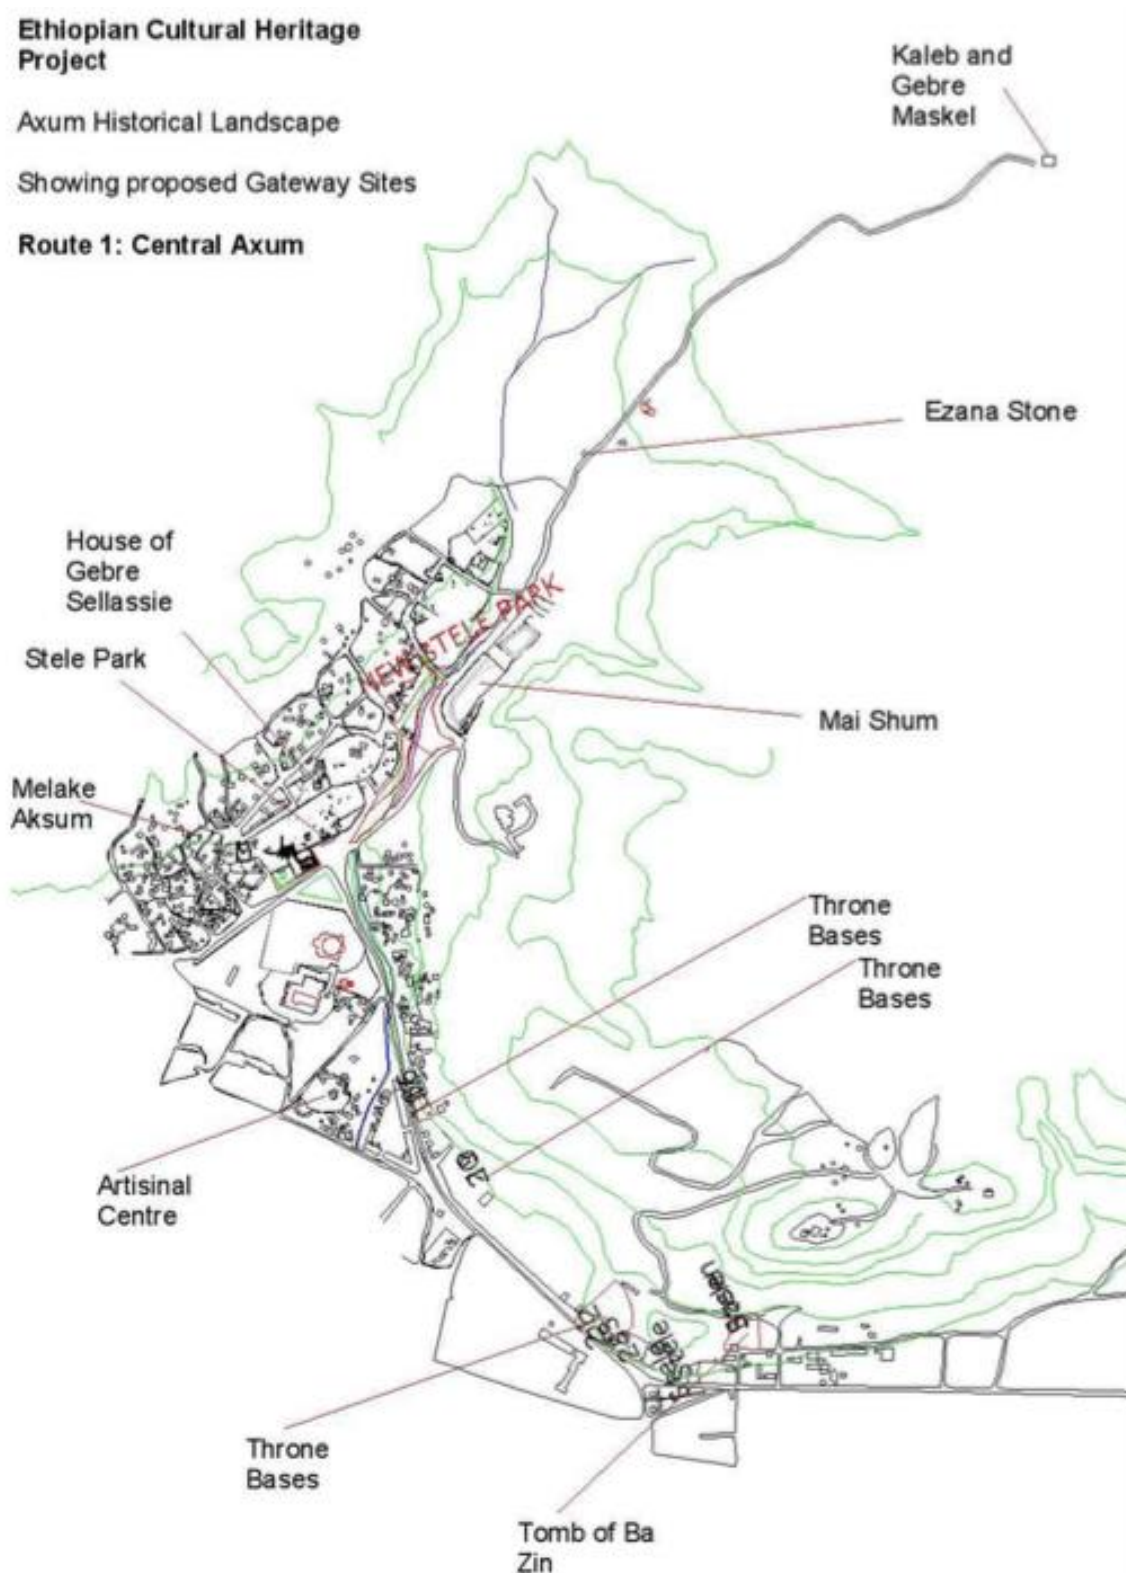 Ethiopian Cultural Heritage
Project
Axum Historical Landscape
Showing proposed Gateway Sites
Route 1: Central Axum
Kaleb and
Gebre
Maskel
Ezana Stone
House of
Gebre
Sellassie
NEW STELE PARK
Stele Park
Mai Shum
Melake
Aksum
Throne
Bases
Throne
Bases
Artisinal
Centre
Throne
Bases
Tomb of Ba
Zin